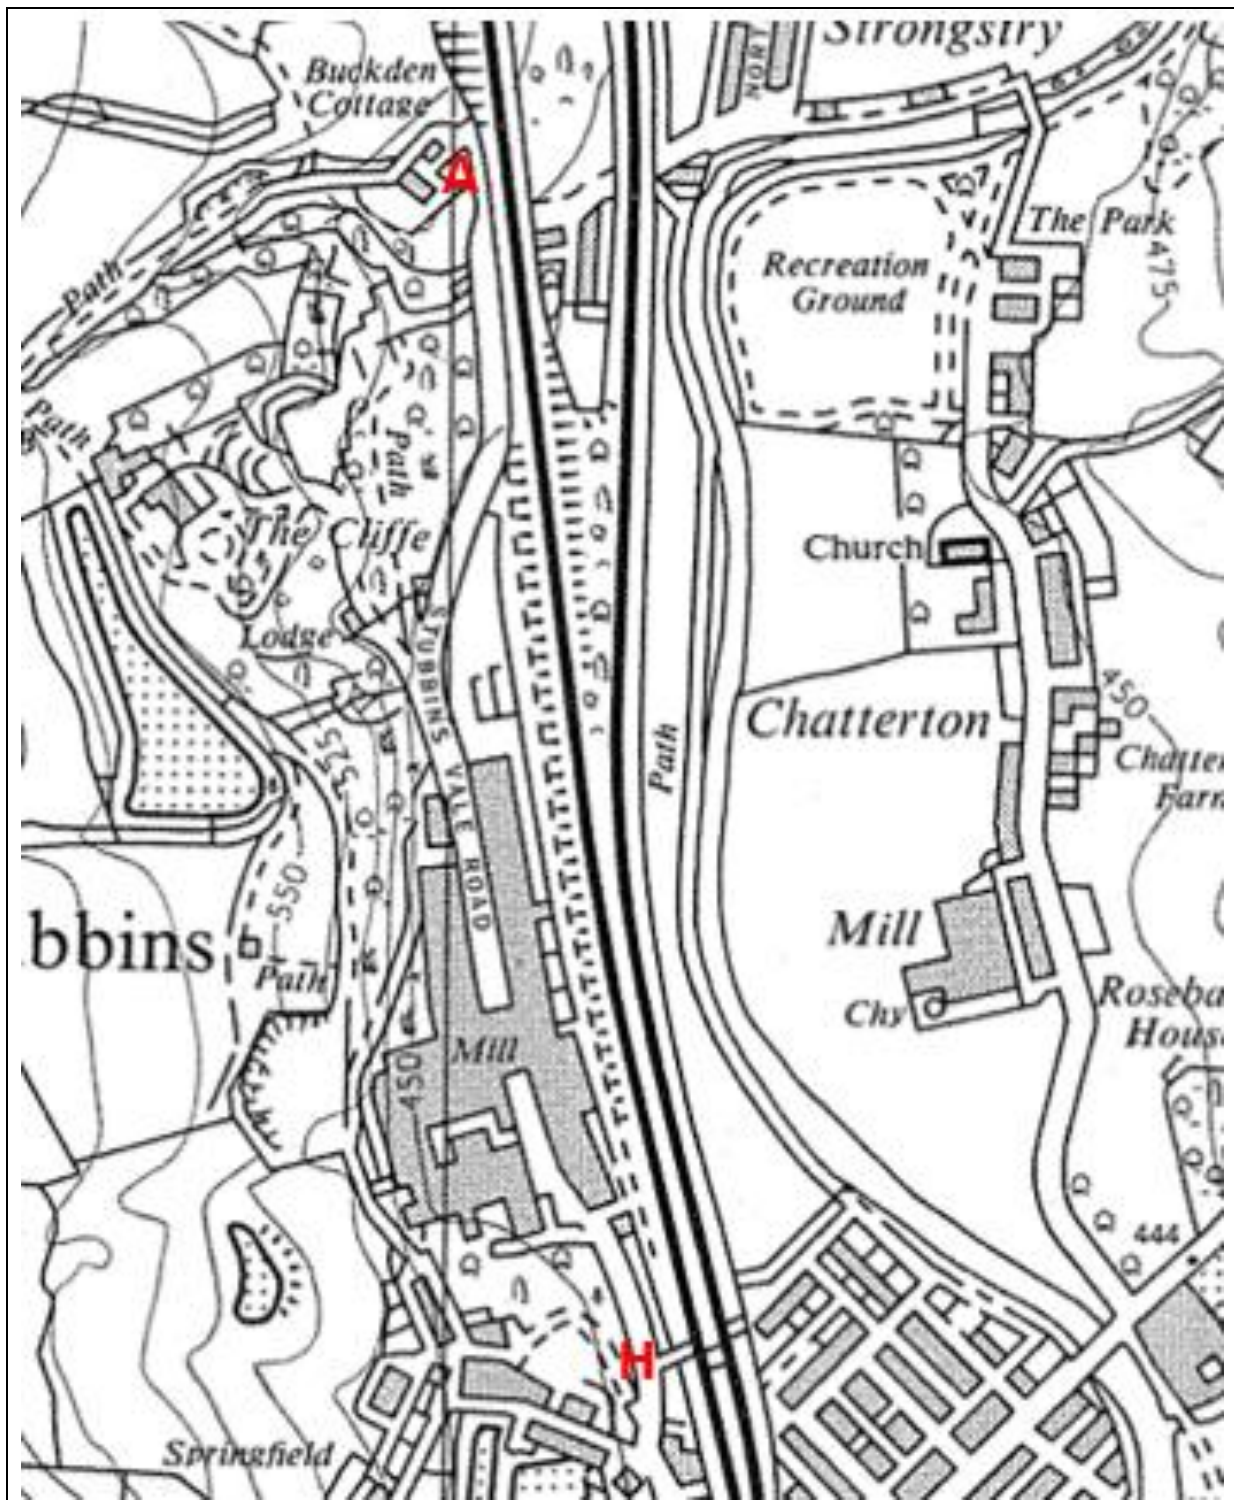 Strongstry
Buckden
Cottage
A
The Park
475
Path
Recreation
Ground
Path
Path
The Cliffe
Church
Lodge
STUBBINS VALE ROAD
Chatterton
450
525
Path
Chatter
Farm
550
bbins
Mill
Path
Chy
Roseba
House
Mill
450
444
H
Springfield